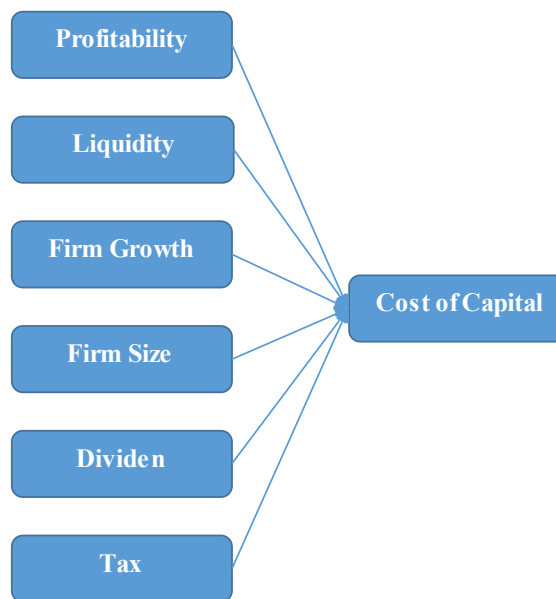 Profitability
Liquidity
Firm Growth
Cost of Capital
Firm Size
Dividen
Tax